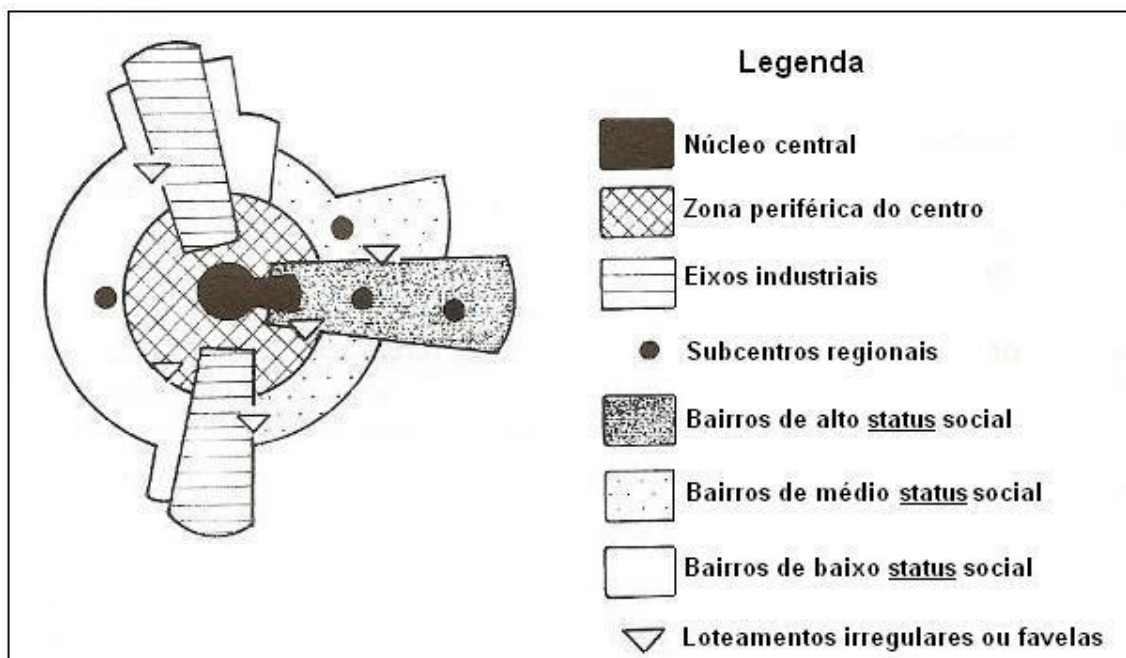 Legenda
Núcleo central
Zona periférica do centro
Eixos industriais
Subcentros regionais
Bairros de alto status social
Bairros de médio status social
Bairros de baixo status social
Loteamentos irregulares ou favelas